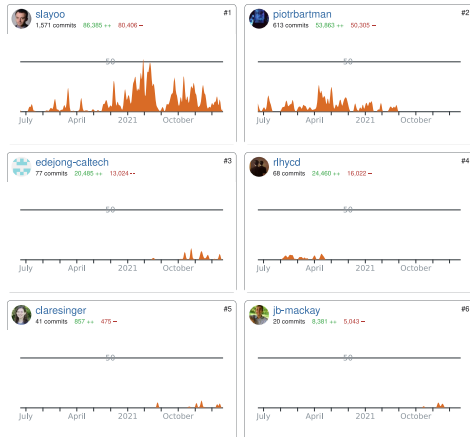 slayoo #1
1,571 commits 86,385 ++ 80,406 --
50
July April 2021 October
piotrbartman #2
613 commits 53,863 ++ 50,305 --
50
July April 2021 October
edejong-caltech #3
77 commits 20,485 ++ 13,024 --
50
July April 2021 October
rlhycd #4
68 commits 24,460 ++ 16,022 --
50
July April 2021 October
claresinger #5
41 commits 857 ++ 475 --
50
July April 2021 October
jb-mackay #6
20 commits 8,381 ++ 5,043 --
50
July April 2021 October